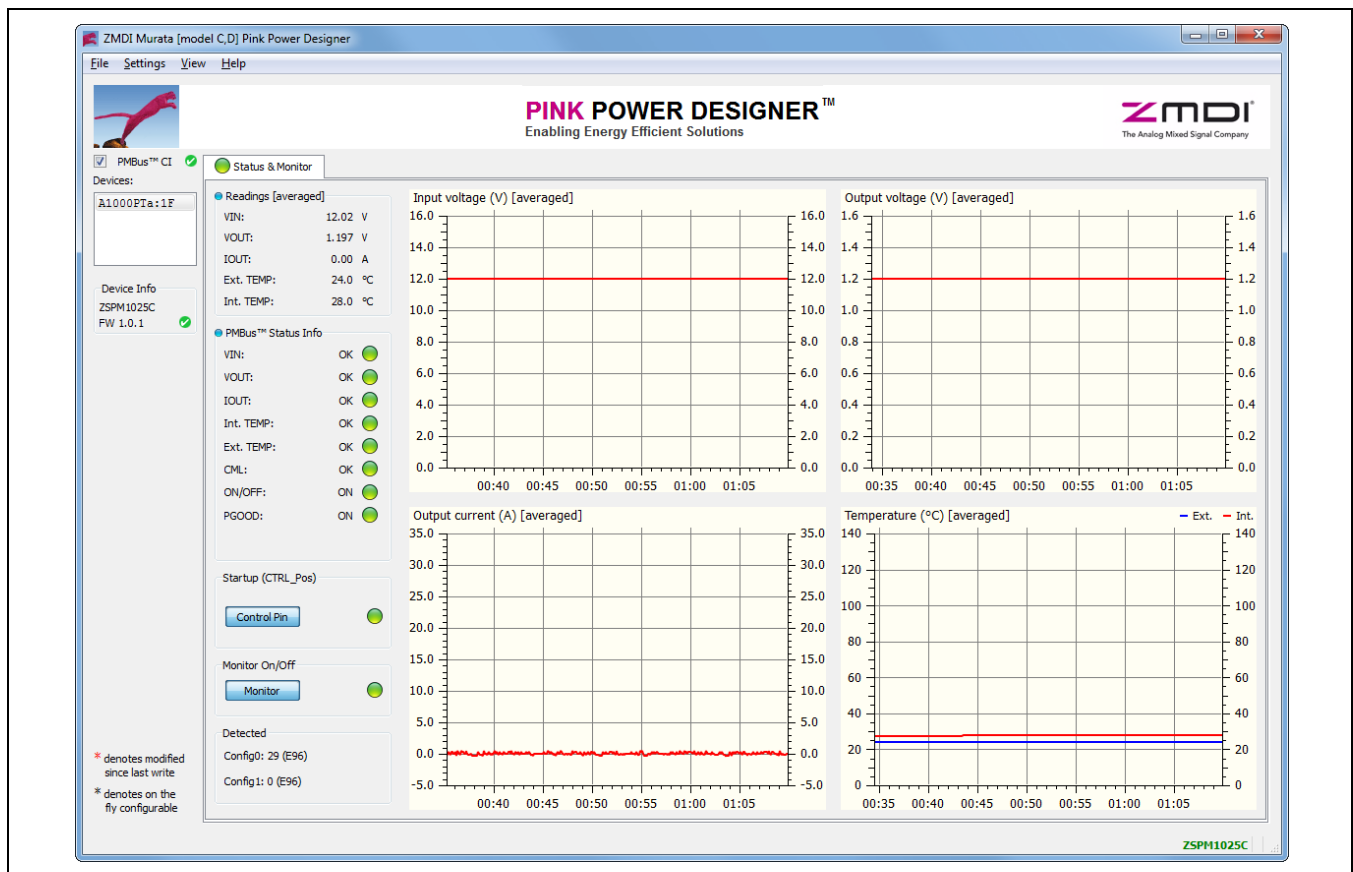 ZMDI Murata [model C,D] Pink Power Designer
File Settings View Help
PINK POWER DESIGNER™
Enabling Energy Efficient Solutions
ZMDI®
The Analog Mixed Signal Company
PMBus™ CI
Devices:
A1000PTa:1F
Device Info
ZSPM1025C
FW 1.0.1
* denotes modified
since last write
* denotes on the
fly configurable
Status & Monitor
Readings [averaged]
VIN: 12.02 V
VOUT: 1.197 V
IOUT: 0.00 A
Ext. TEMP: 24.0 °C
Int. TEMP: 28.0 °C
PMBus™ Status Info
VIN: OK
VOUT: OK
IOUT: OK
Int. TEMP: OK
Ext. TEMP: OK
CML: OK
ON/OFF: ON
PGOOD: ON
Startup (CTRL_Pos)
Control Pin
Monitor On/Off
Monitor
Detected
Config0: 29 (E96)
Config1: 0 (E96)
Input voltage (V) [averaged]
16.0 16.0
14.0 14.0
12.0 12.0
10.0 10.0
8.0 8.0
6.0 6.0
4.0 4.0
2.0 2.0
0.0 0.0
00:40 00:45 00:50 00:55 01:00 01:05
Output voltage (V) [averaged]
1.6 1.6
1.4 1.4
1.2 1.2
1.0 1.0
0.8 0.8
0.6 0.6
0.4 0.4
0.2 0.2
0.0 0.0
00:35 00:40 00:45 00:50 00:55 01:00 01:05
Output current (A) [averaged]
35.0 35.0
30.0 30.0
25.0 25.0
20.0 20.0
15.0 15.0
10.0 10.0
5.0 5.0
0.0 0.0
-5.0 -5.0
00:40 00:45 00:50 00:55 01:00 01:05
Temperature (°C) [averaged] Ext. Int.
140 140
120 120
100 100
80 80
60 60
40 40
20 20
0 0
00:35 00:40 00:45 00:50 00:55 01:00 01:05
ZSPM1025C